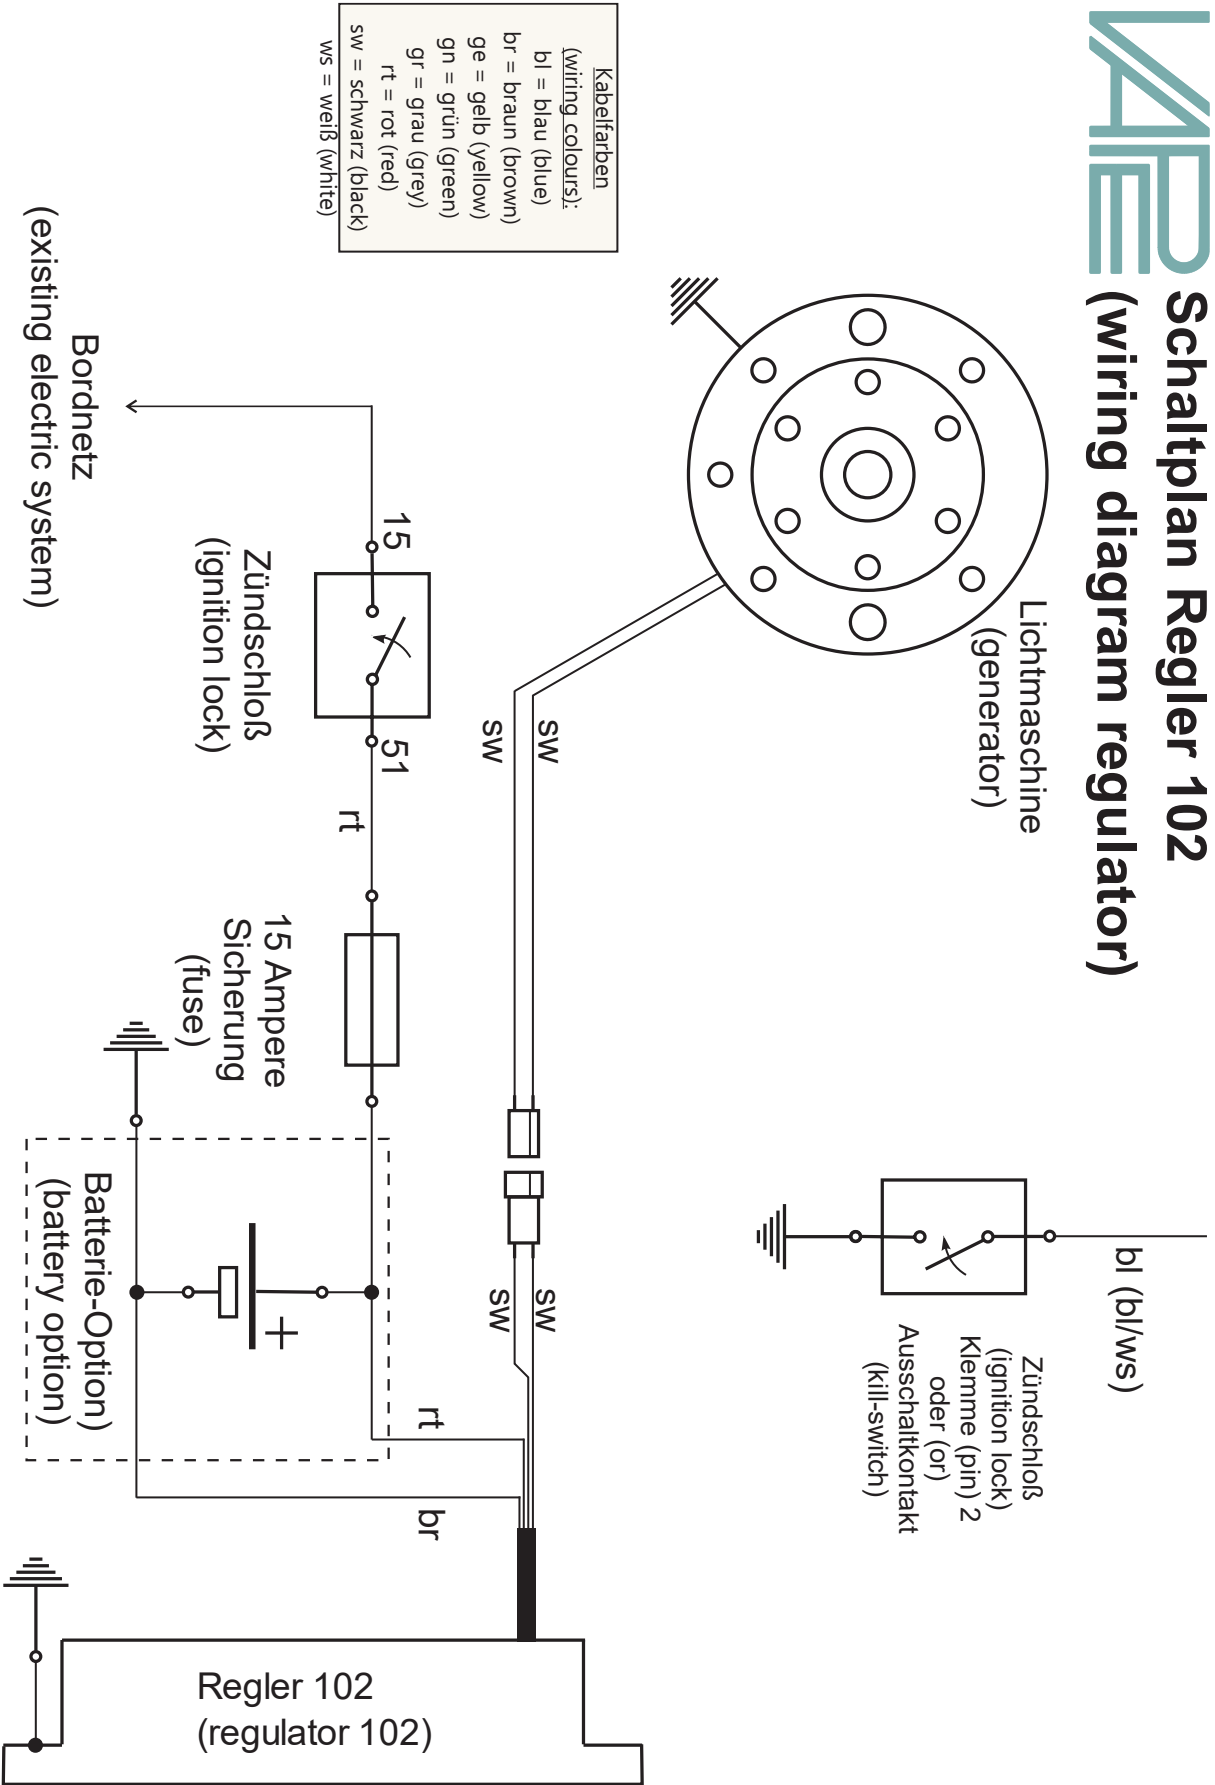 VAPE
Schaltplan Regler 102
(wiring diagram regulator)
Kabelfarben
(wiring colours):
bl = blau (blue)
br = braun (brown)
ge = gelb (yellow)
gn = grün (green)
gr = grau (grey)
rt = rot (red)
sw = schwarz (black)
ws = weiß (white)
Lichtmaschine
(generator)
bl (bl/ws)
Zündschloß
(ignition lock)
Klemme (pin) 2
oder (or)
Ausschaltkontakt
(kill-switch)
sw
sw
sw
sw
15
51
Zündschloß
(ignition lock)
rt
15 Ampere
Sicherung
(fuse)
Bordnetz
(existing electric system)
+
Batterie-Option)
(battery option)
rt
br
Regler 102
(regulator 102)